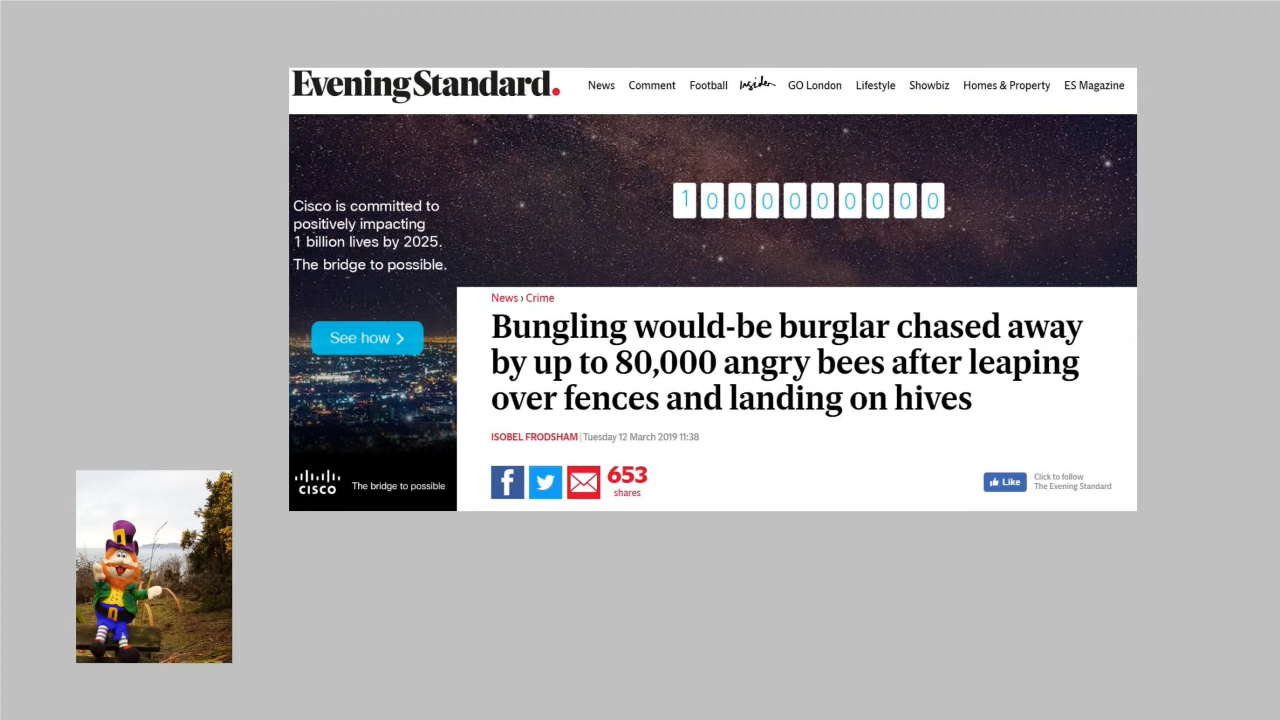 EveningStandard.
News Comment Football Insider GO London Lifestyle Showbiz Homes & Property ES Magazine
1000000000
Cisco is committed to
positively impacting
1 billion lives by 2025.
The bridge to possible.
See how >
CISCO The bridge to possible
News › Crime
Bungling would-be burglar chased away
by up to 80,000 angry bees after leaping
over fences and landing on hives
ISOBEL FRODSHAM | Tuesday 12 March 2019 11:38
653
shares
Like
Click to follow
The Evening Standard